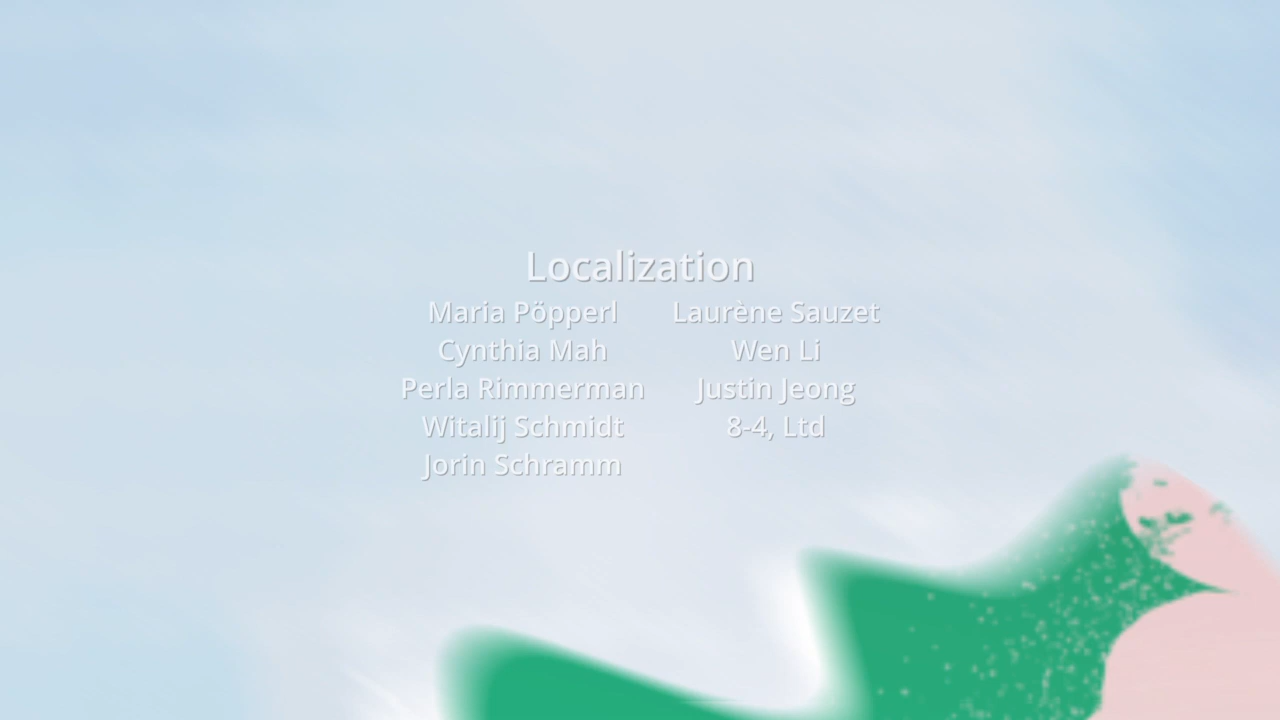 Localization
Maria Pöpperl
Cynthia Mah
Perla Rimmerman
Witalij Schmidt
Jorin Schramm
Laurène Sauzet
Wen Li
Justin Jeong
8-4, Ltd